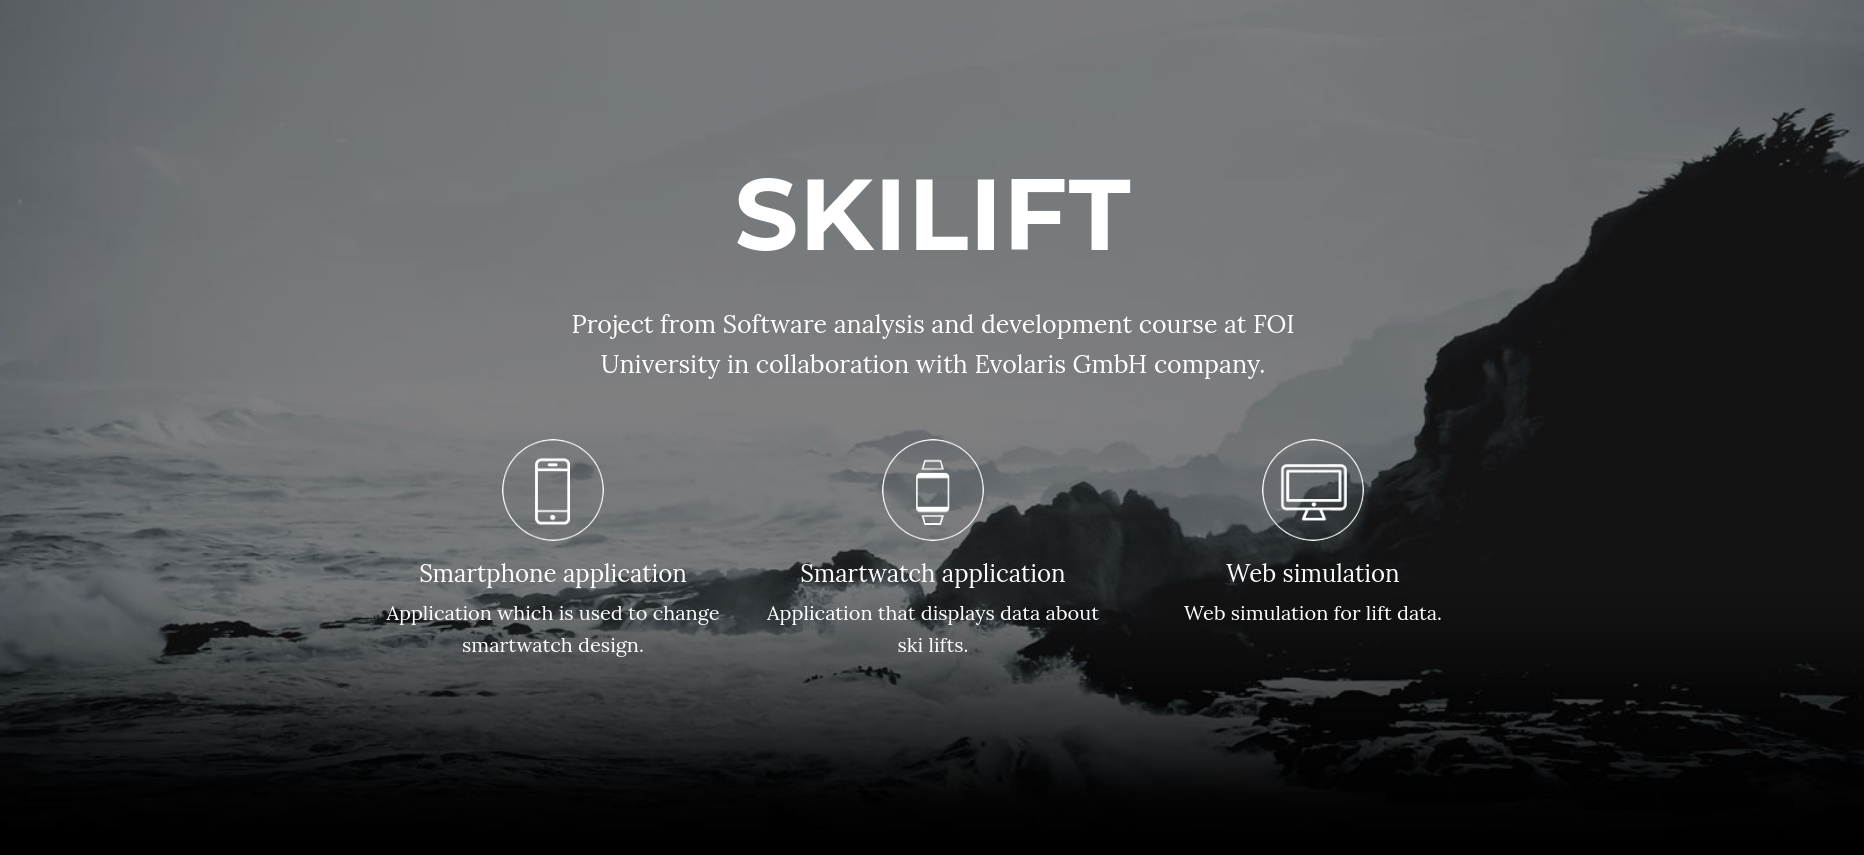 SKILIFT
Project from Software analysis and development course at FOI
University in collaboration with Evolaris GmbH company.
Smartphone application
Application which is used to change
smartwatch design.
Smartwatch application
Application that displays data about
ski lifts.
Web simulation
Web simulation for lift data.